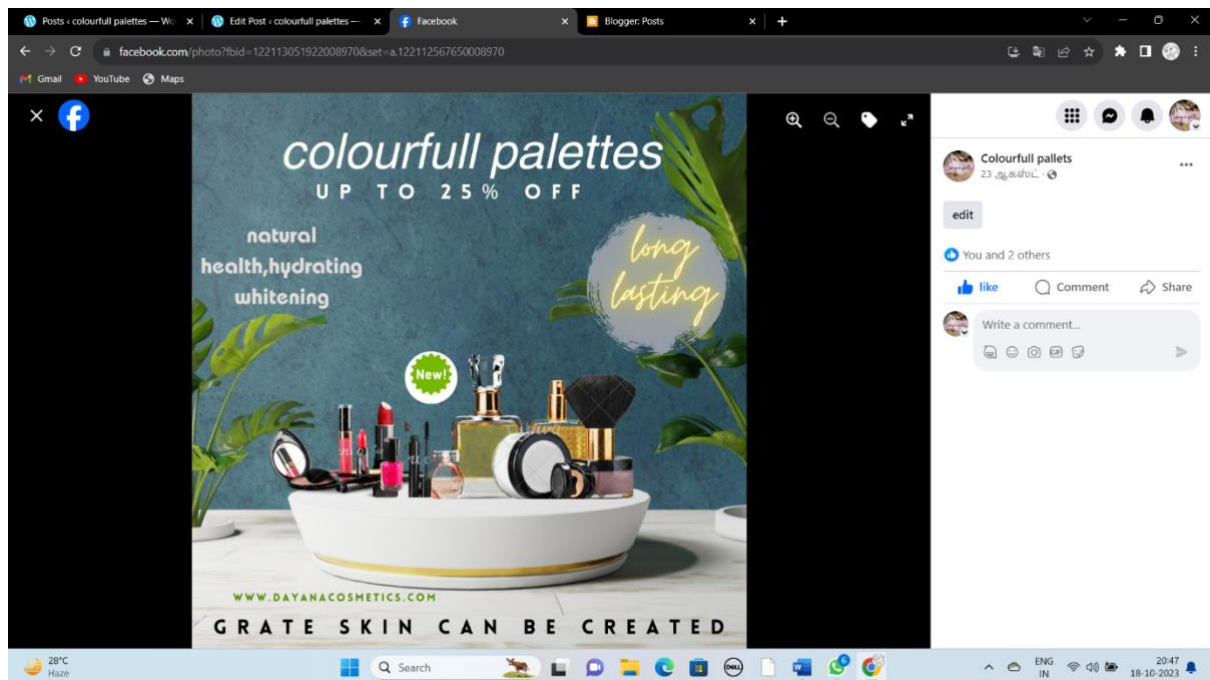 Posts ‹ colourfull palettes — Wo
Edit Post ‹ colourfull palettes —
Facebook
Blogger: Posts
facebook.com/photo?fbid=122113051922008970&set=a.122112567650008970
Gmail
YouTube
Maps
colourfull palettes
UP TO 25% OFF
natural
health,hydrating
whitening
long
lasting
New!
WWW.DAYANACOSMETICS.COM
GRATE SKIN CAN BE CREATED
Colourfull pallets
23 ஆகஸ்ட் ·
edit
You and 2 others
like
Comment
Share
Write a comment...
GIF
28°C
Haze
Search
DELL
6
ENG
IN
20:47
18-10-2023